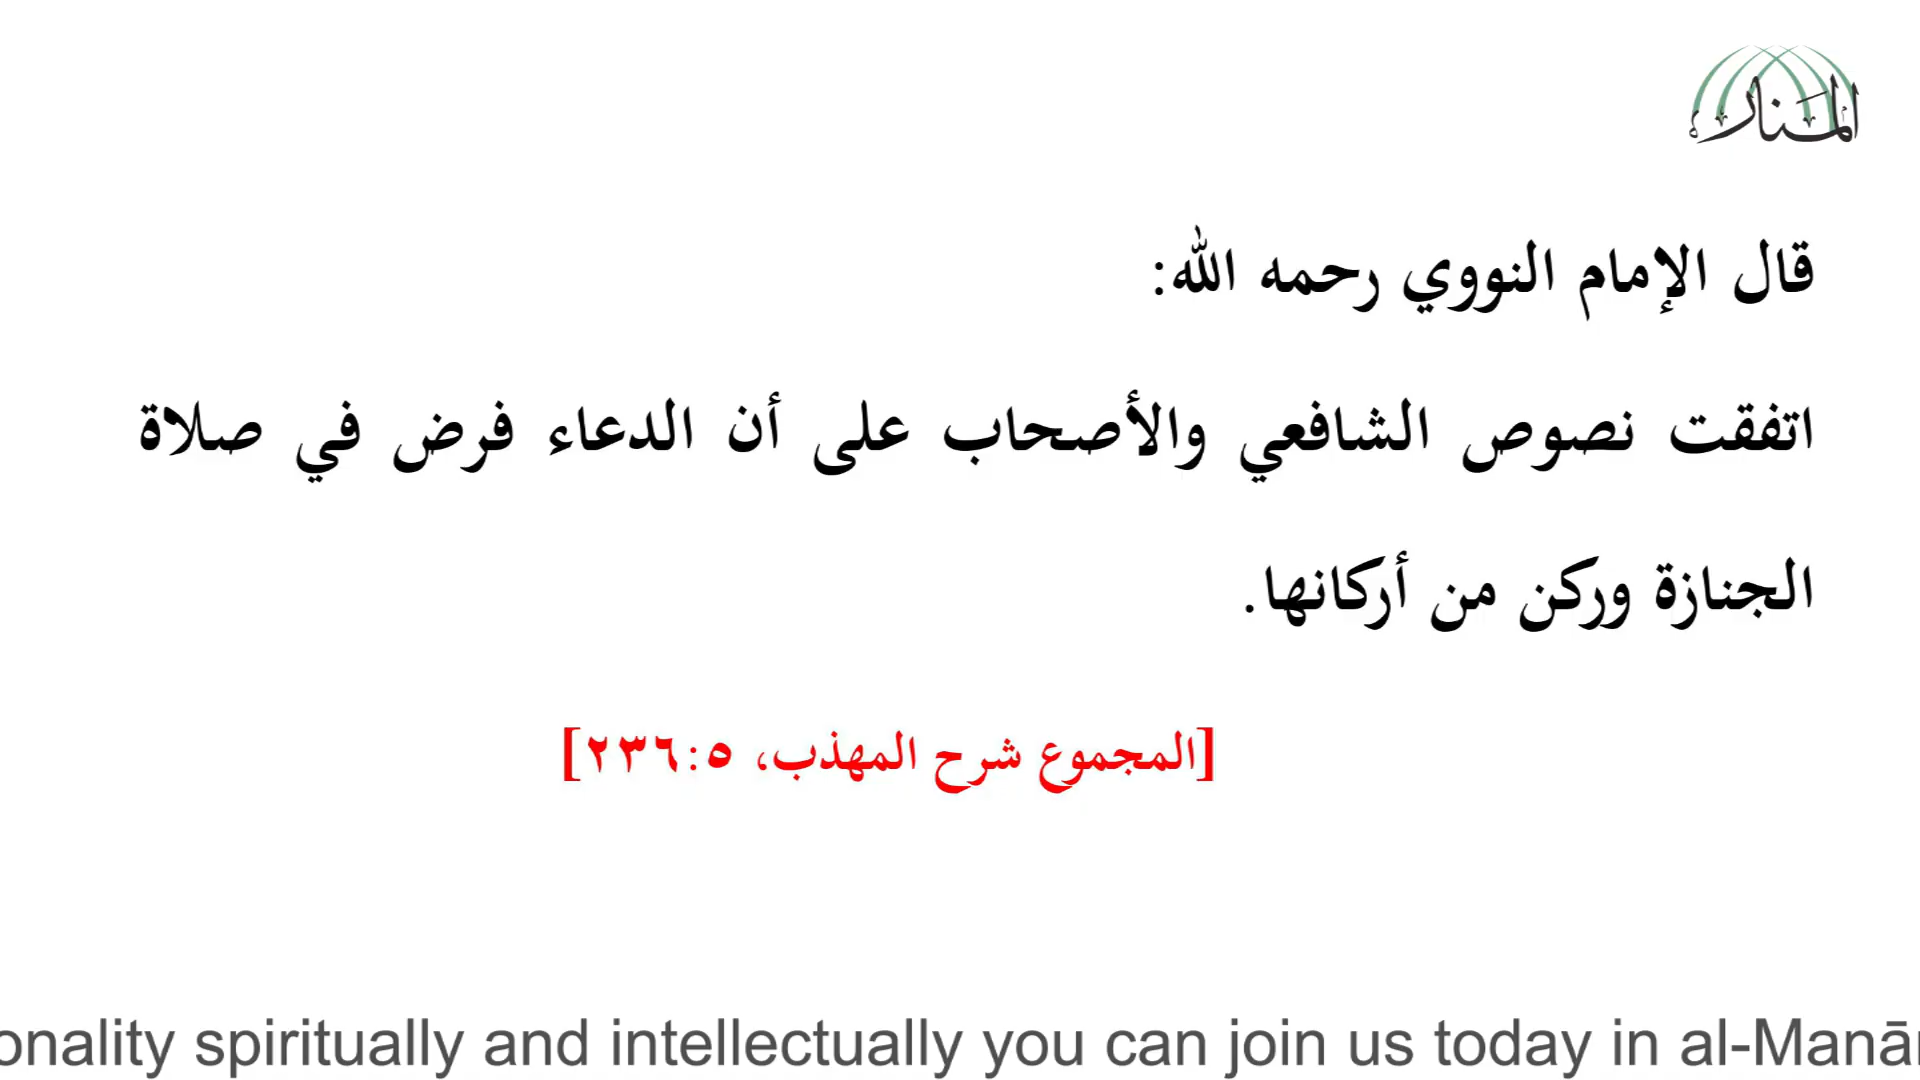 المنار
قال الإمام النووي رحمه الله:
اتفقت نصوص الشافعي والأصحاب على أن الدعاء فرض في صلاة
الجنازة وركن من أركانها.
[المجموع شرح المهذب، ٥:٢٣٦]
onality spiritually and intellectually you can join us today in al-Manār